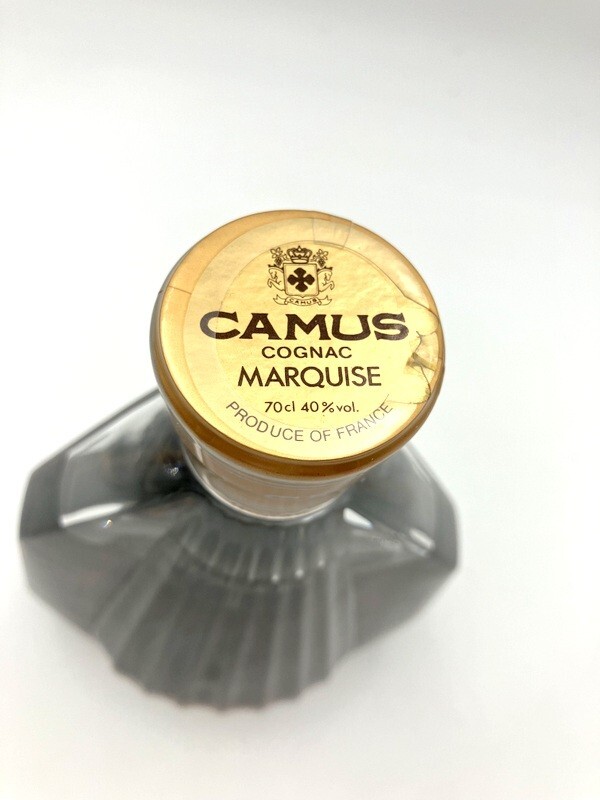 CAMUS
CAMUS
COGNAC
MARQUISE
70cl 40%vol.
PRODUCE OF FRANCE